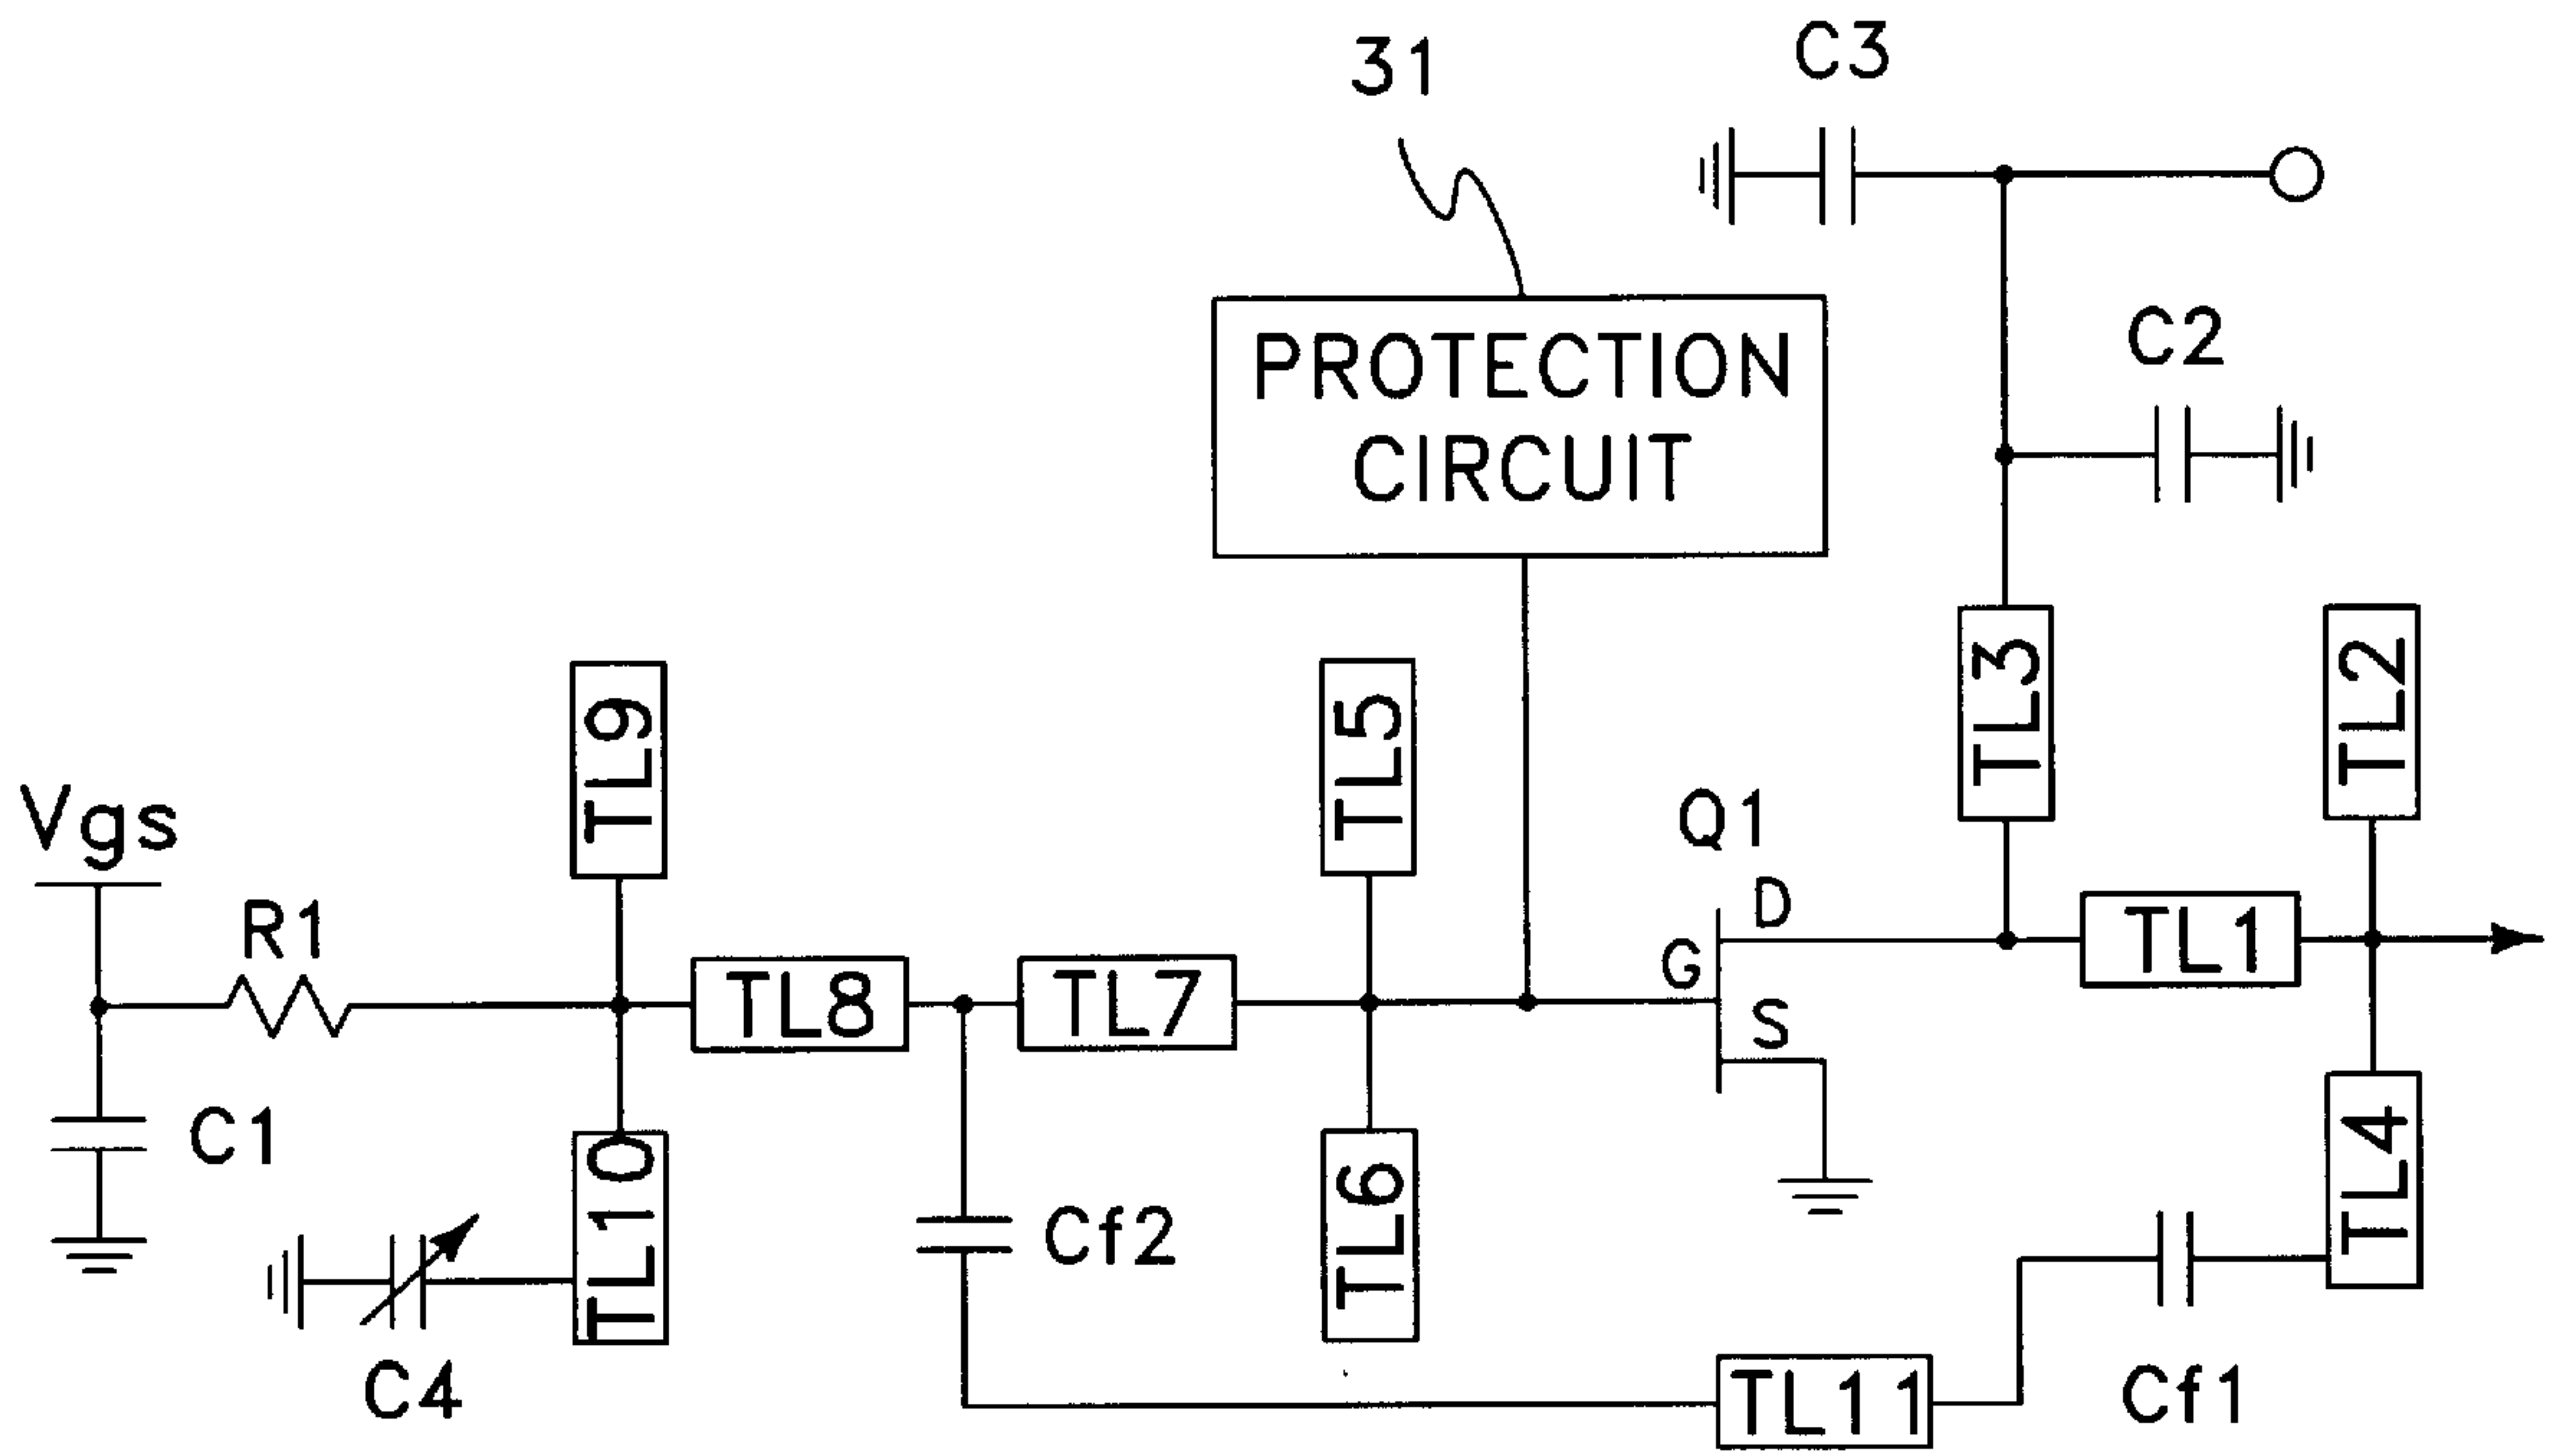 31
C3
PROTECTION
CIRCUIT
C2
TL3
TL2
TL9
TL5
Vgs
Q1
R1
D
G
TL1
TL8
TL7
S
C1
TL10
Cf2
TL6
TL4
C4
TL11
Cf1